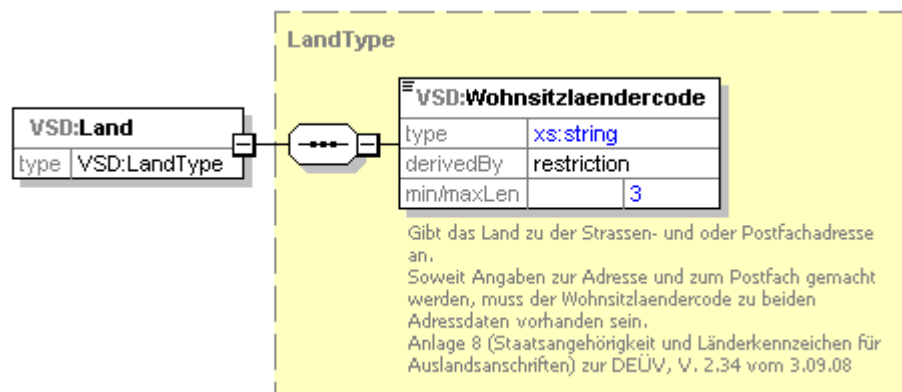 LandType
VSD:Land
type VSD:LandType
VSD:Wohnsitzlaendercode
type xs:string
derivedBy restriction
min/maxLen 3
Gibt das Land zu der Strassen- und oder Postfachadresse
an.
Soweit Angaben zur Adresse und zum Postfach gemacht
werden, muss der Wohnsitzlaendercode zu beiden
Adressdaten vorhanden sein.
Anlage 8 (Staatsangehörigkeit und Länderkennzeichen für
Auslandsanschriften) zur DEÜV, V. 2.34 vom 3.09.08